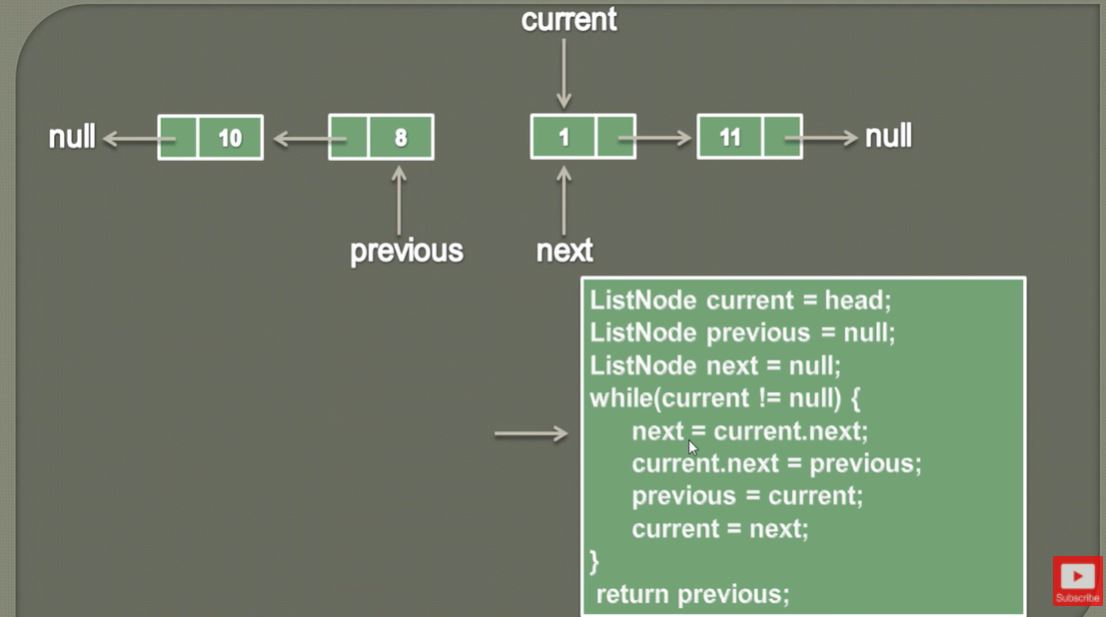 current
null 10 8 1 11 null
previous next
ListNode current = head;
ListNode previous = null;
ListNode next = null;
while(current != null) {
next = current.next;
current.next = previous;
previous = current;
current = next;
}
return previous;
Subscribe